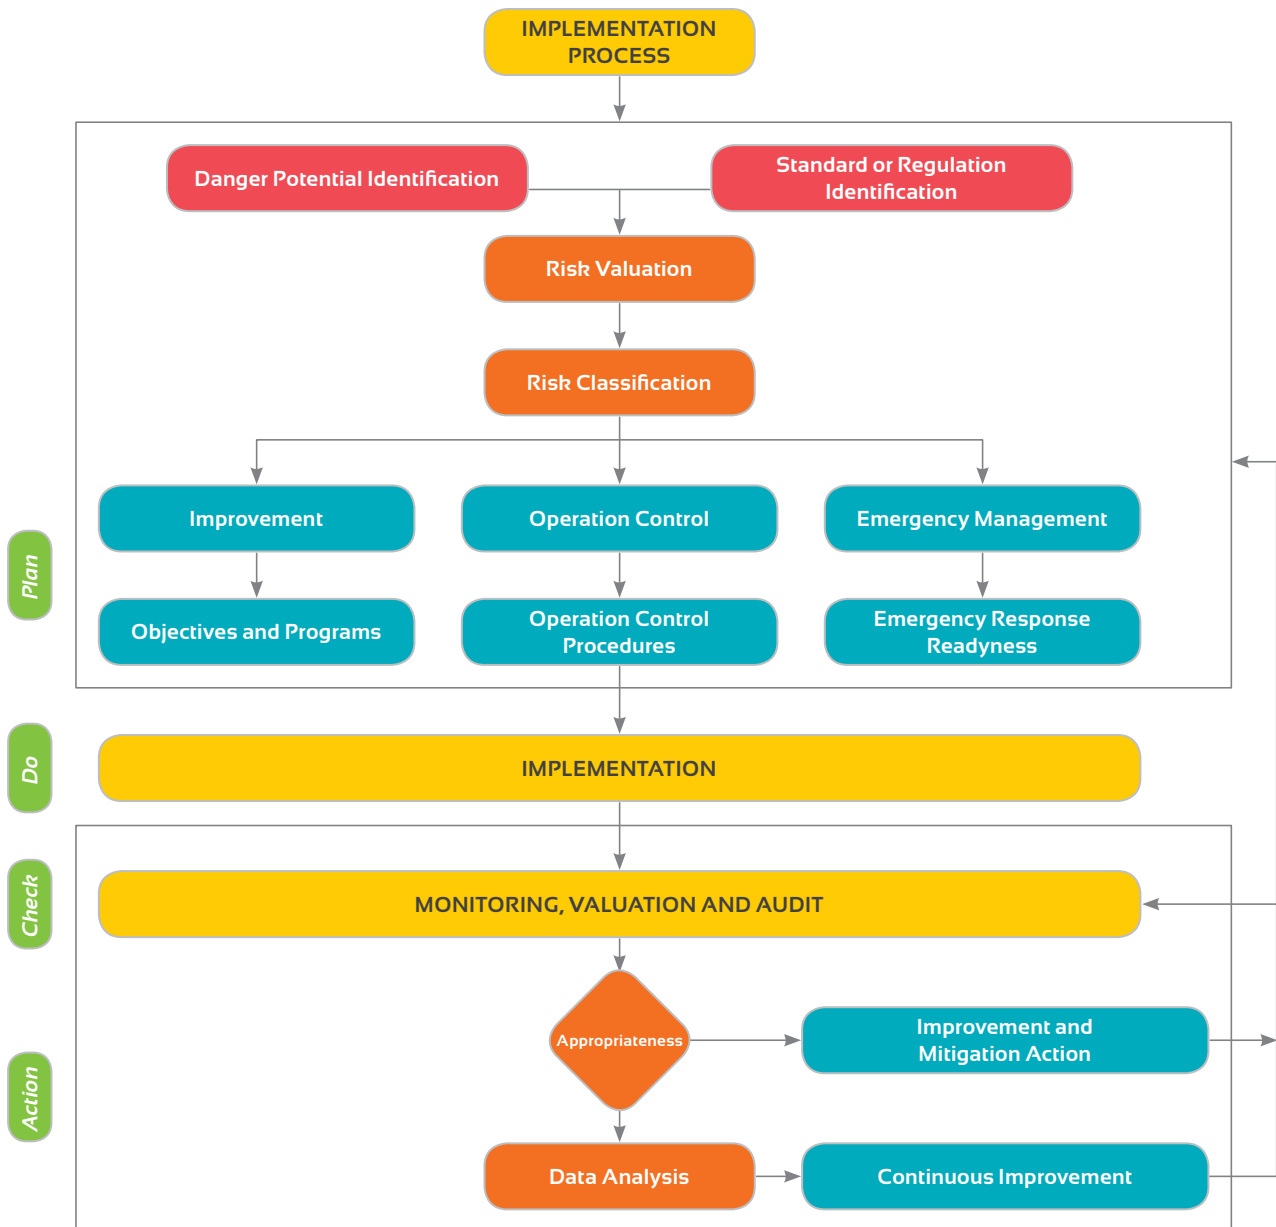 IMPLEMENTATION
PROCESS
Danger Potential Identification
Standard or Regulation
Identification
Risk Valuation
Risk Classification
Improvement
Operation Control
Emergency Management
Plan
Objectives and Programs
Operation Control
Procedures
Emergency Response
Readyness
Do
IMPLEMENTATION
Check
MONITORING, VALUATION AND AUDIT
Appropriateness
Improvement and
Mitigation Action
Action
Data Analysis
Continuous Improvement